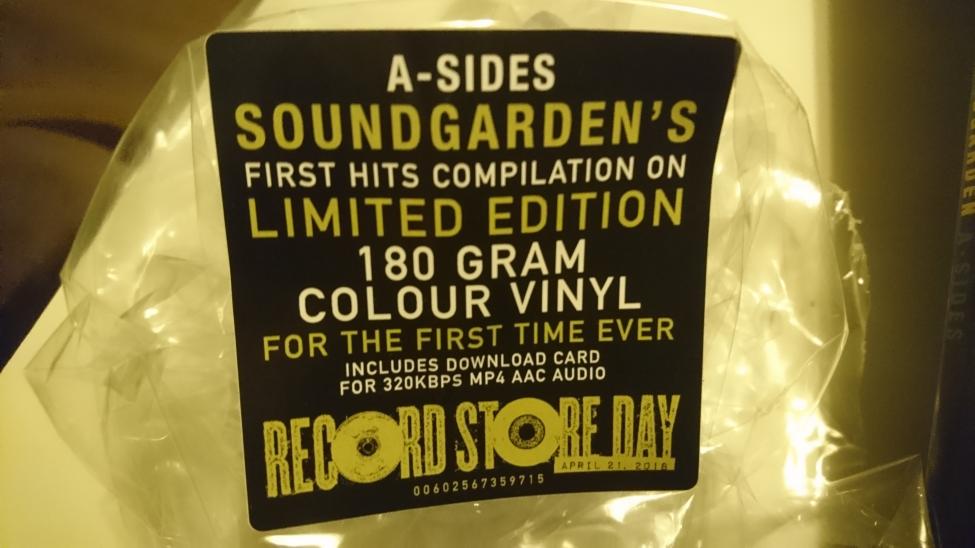 A-SIDES
SOUNDGARDEN'S
FIRST HITS COMPILATION ON
LIMITED EDITION
180 GRAM
COLOUR VINYL
FOR THE FIRST TIME EVER
INCLUDES DOWNLOAD CARD
FOR 320KBPS MP4 AAC AUDIO
RECORD STORE DAY
APRIL 21, 2018
00602567359715
A-SIDES